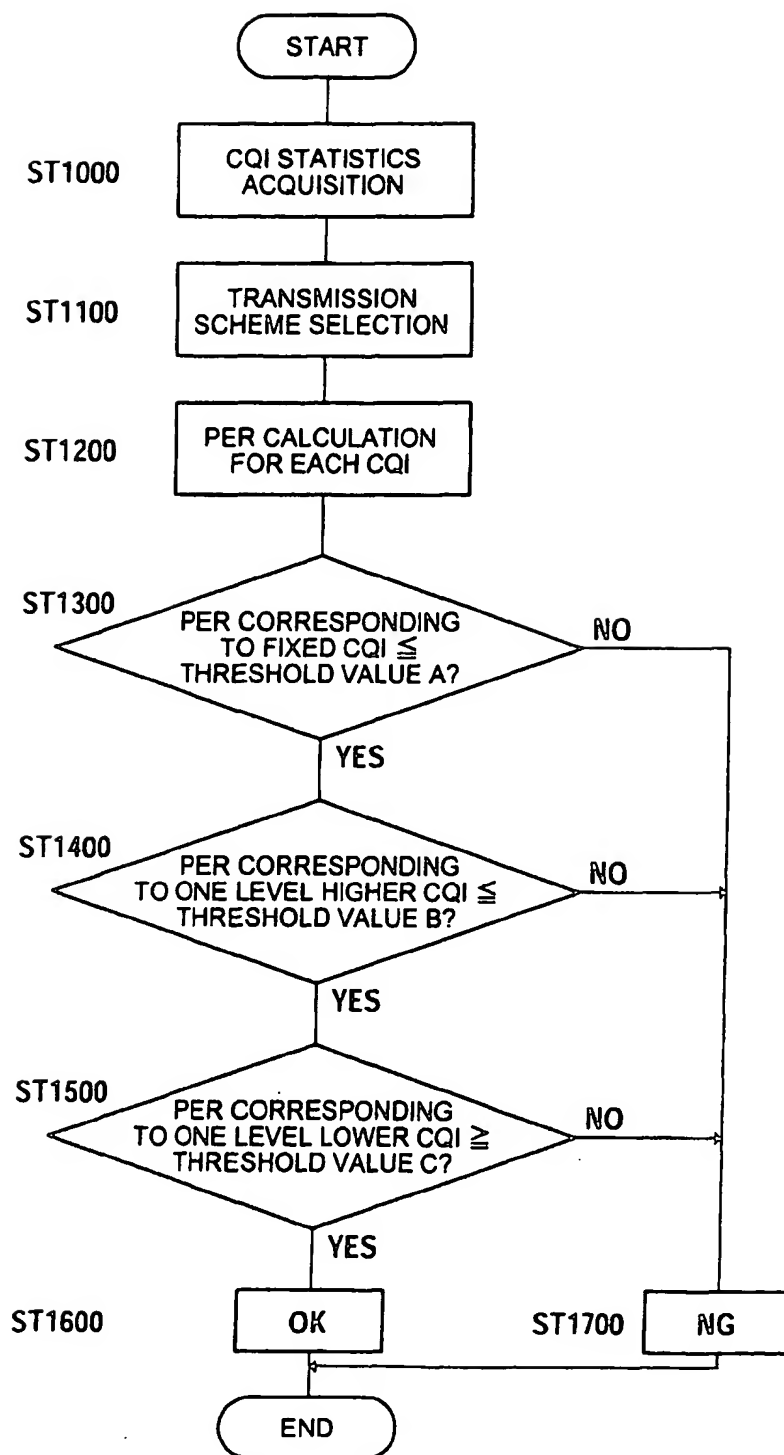 START
ST1000
CQI STATISTICS
ACQUISITION
ST1100
TRANSMISSION
SCHEME SELECTION
ST1200
PER CALCULATION
FOR EACH CQI
ST1300
PER CORRESPONDING
TO FIXED CQI ≦
THRESHOLD VALUE A?
NO
YES
ST1400
PER CORRESPONDING
TO ONE LEVEL HIGHER CQI ≦
THRESHOLD VALUE B?
NO
YES
ST1500
PER CORRESPONDING
TO ONE LEVEL LOWER CQI ≧
THRESHOLD VALUE C?
NO
YES
ST1600
OK
ST1700
NG
END